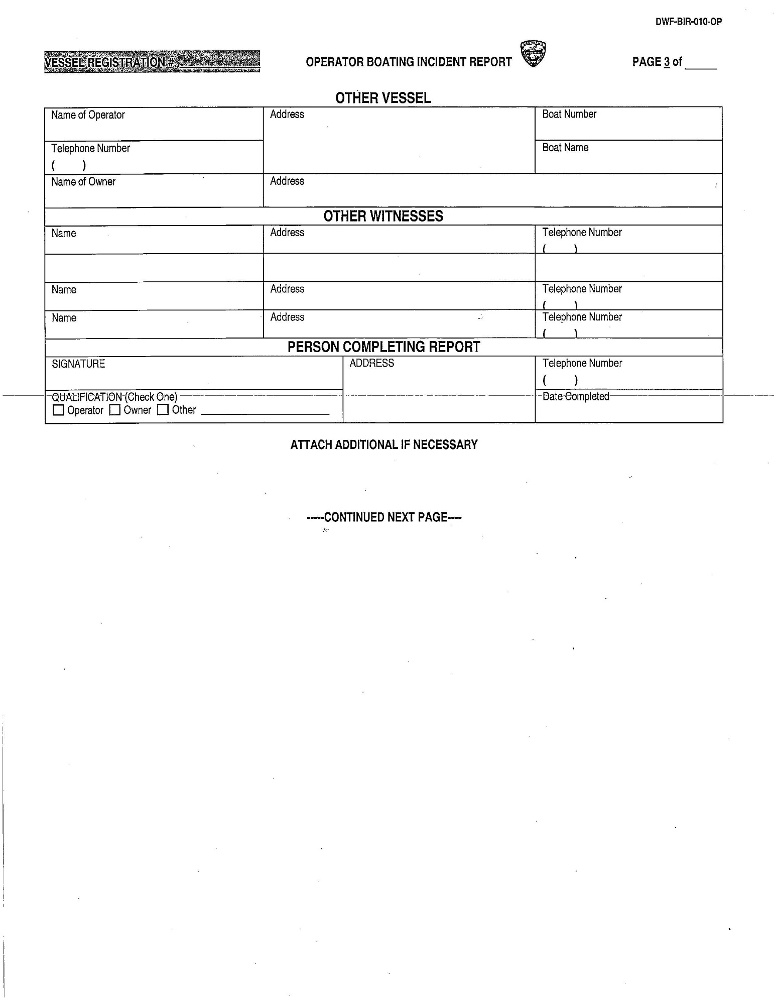 DWF-BIR-010-OP
VESSEL REGISTRATION #
OPERATOR BOATING INCIDENT REPORT
LOUISIANA
PAGE 3 of
OTHER VESSEL
Name of Operator
Address
Boat Number
Telephone Number
( )
Boat Name
Name of Owner
Address
OTHER WITNESSES
Name
Address
Telephone Number
( )
Name
Address
Telephone Number
( )
Name
Address
Telephone Number
( )
PERSON COMPLETING REPORT
SIGNATURE
ADDRESS
Telephone Number
( )
QUALIFICATION (Check One)
Operator Owner Other
Date Completed
ATTACH ADDITIONAL IF NECESSARY
-----CONTINUED NEXT PAGE----